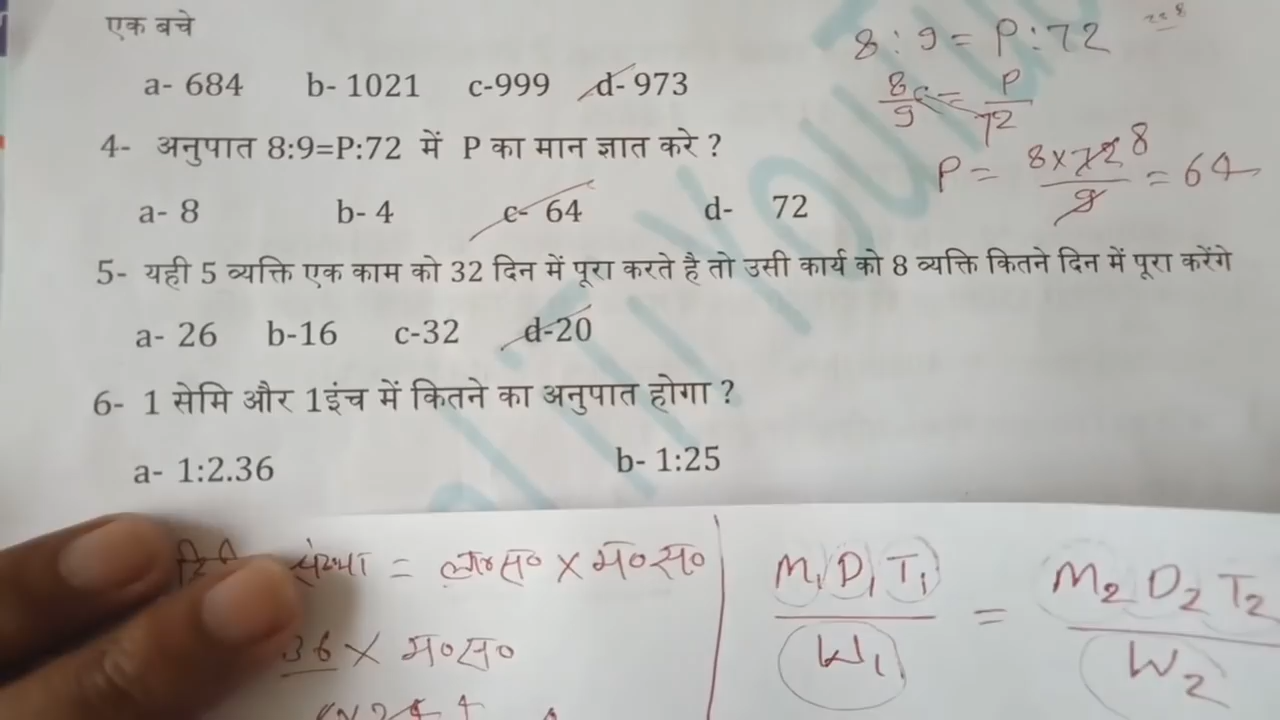 एक बचे
a- 684 b- 1021 c-999 d- 973
8 : 9 = P : 72
8/9 = P/72
4- अनुपात 8:9=P:72 में P का मान ज्ञात करे ?
P = 8×72 8/9 = 64
a- 8 b- 4 c- 64 d- 72
5- यही 5 व्यक्ति एक काम को 32 दिन में पूरा करते है तो उसी कार्य को 8 व्यक्ति कितने दिन में पूरा करेंगे
a- 26 b-16 c-32 d-20
6- 1 सेमि और 1इंच में कितने का अनुपात होगा ?
a- 1:2.36 b- 1:25
संख्या = ल०स० × म०स०
36 × म०स०
M₁D₁T₁/W₁ = M₂D₂T₂/W₂